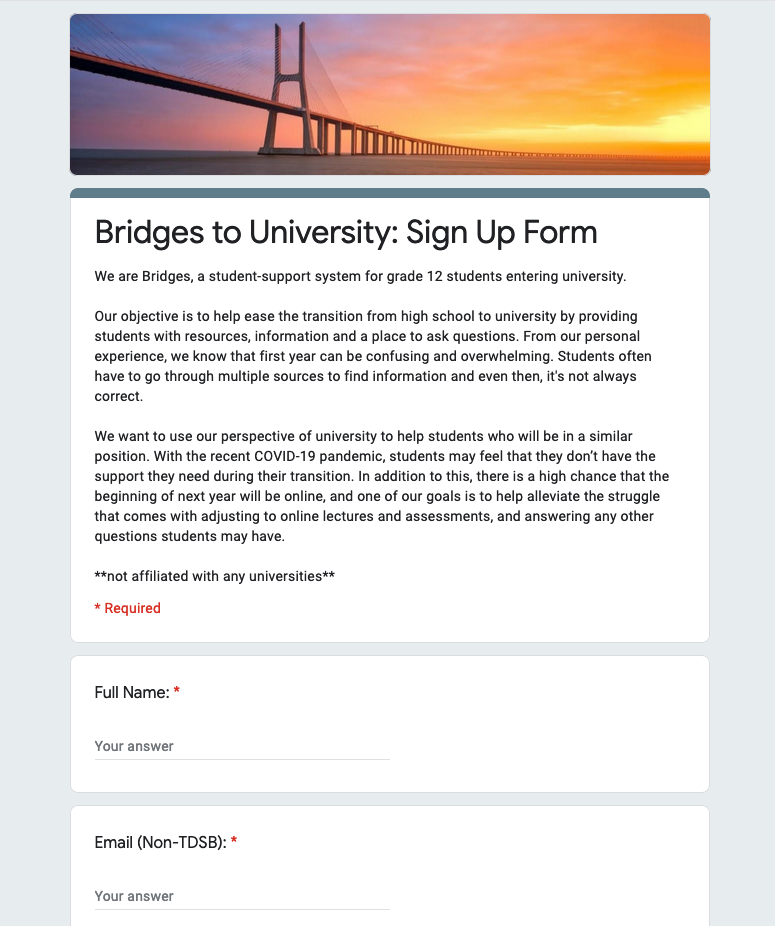 Bridges to University: Sign Up Form
We are Bridges, a student-support system for grade 12 students entering university.
Our objective is to help ease the transition from high school to university by providing
students with resources, information and a place to ask questions. From our personal
experience, we know that first year can be confusing and overwhelming. Students often
have to go through multiple sources to find information and even then, it's not always
correct.
We want to use our perspective of university to help students who will be in a similar
position. With the recent COVID-19 pandemic, students may feel that they don’t have the
support they need during their transition. In addition to this, there is a high chance that the
beginning of next year will be online, and one of our goals is to help alleviate the struggle
that comes with adjusting to online lectures and assessments, and answering any other
questions students may have.
**not affiliated with any universities**
* Required
Full Name: *
Your answer
Email (Non-TDSB): *
Your answer